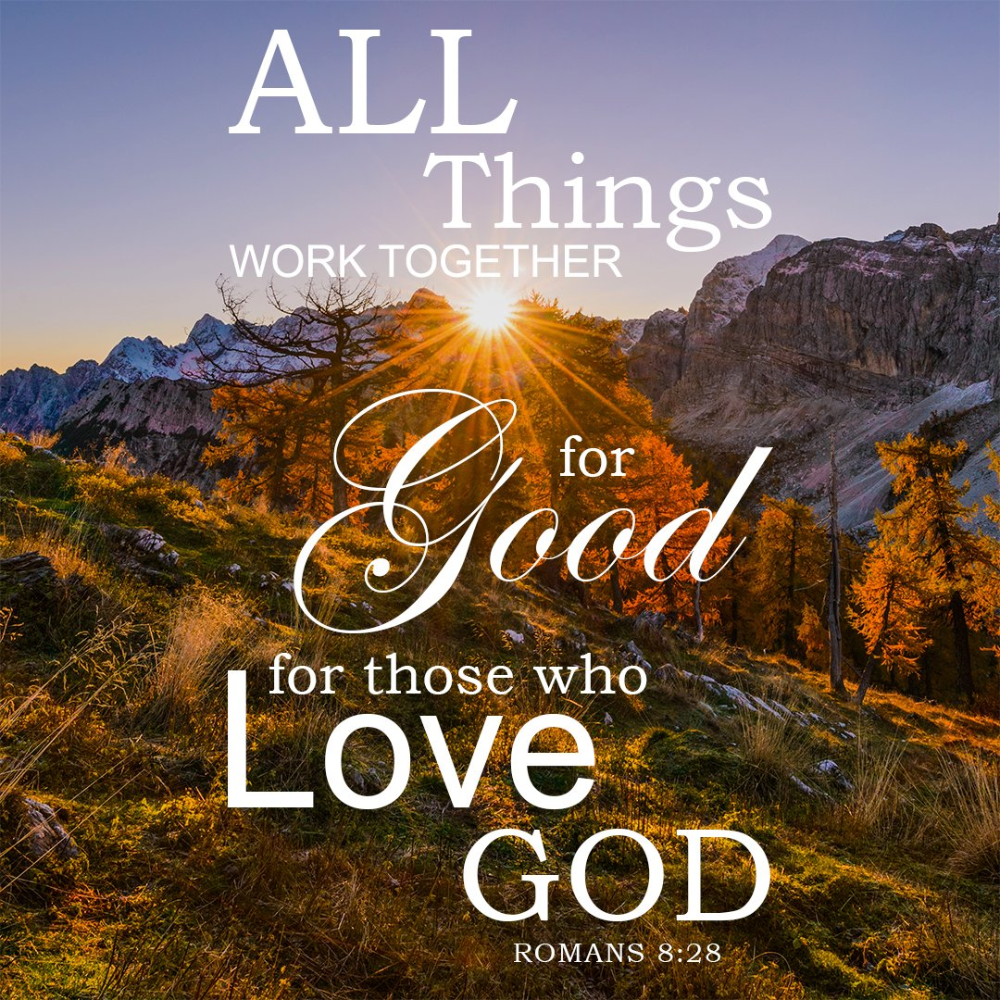 ALL
Things
WORK TOGETHER
for
Good
for those who
Love
GOD
ROMANS 8:28